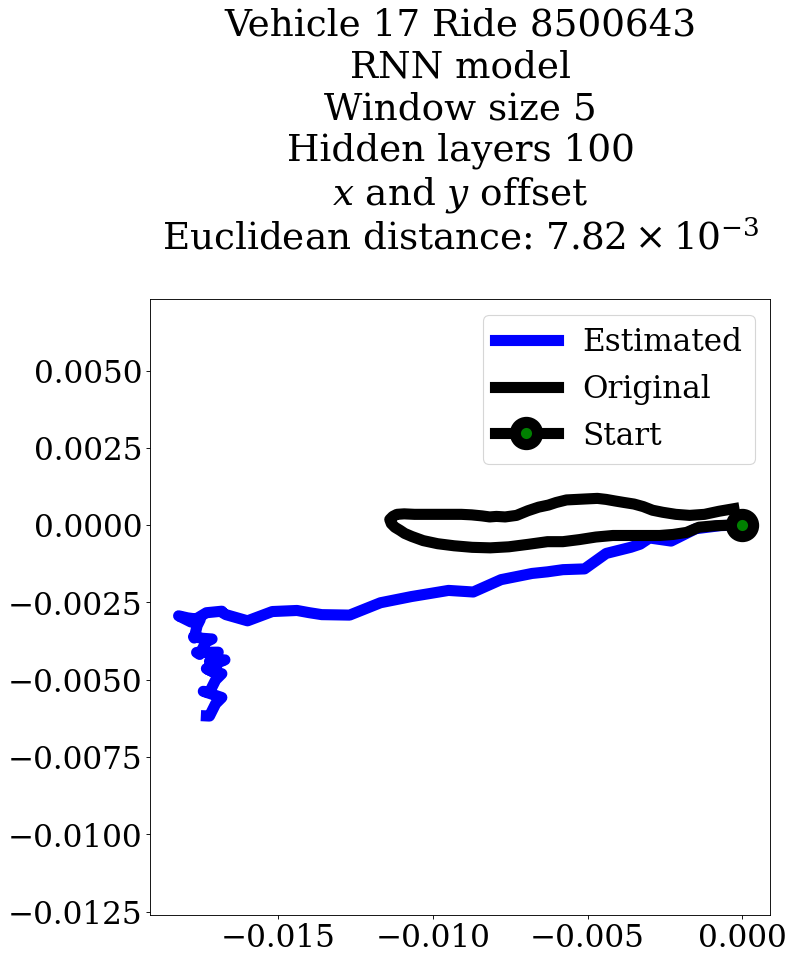 Vehicle 17 Ride 8500643
RNN model
Window size 5
Hidden layers 100
x and y offset
Euclidean distance: 7.82 × 10⁻³
Estimated
Original
Start
0.0050
0.0025
0.0000
−0.0025
−0.0050
−0.0075
−0.0100
−0.0125
−0.015 −0.010 −0.005 0.000